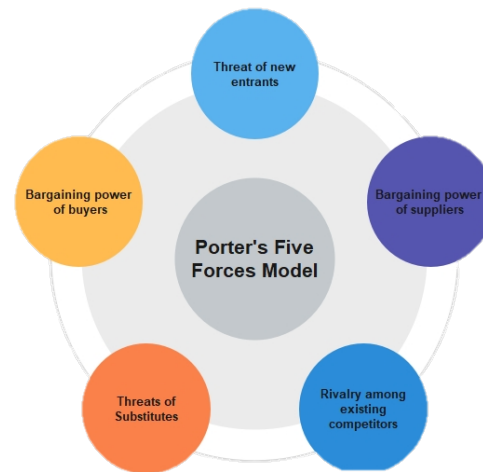 Threat of new
entrants
Bargaining power
of buyers
Bargaining power
of suppliers
Porter's Five
Forces Model
Threats of
Substitutes
Rivalry among
existing
competitors